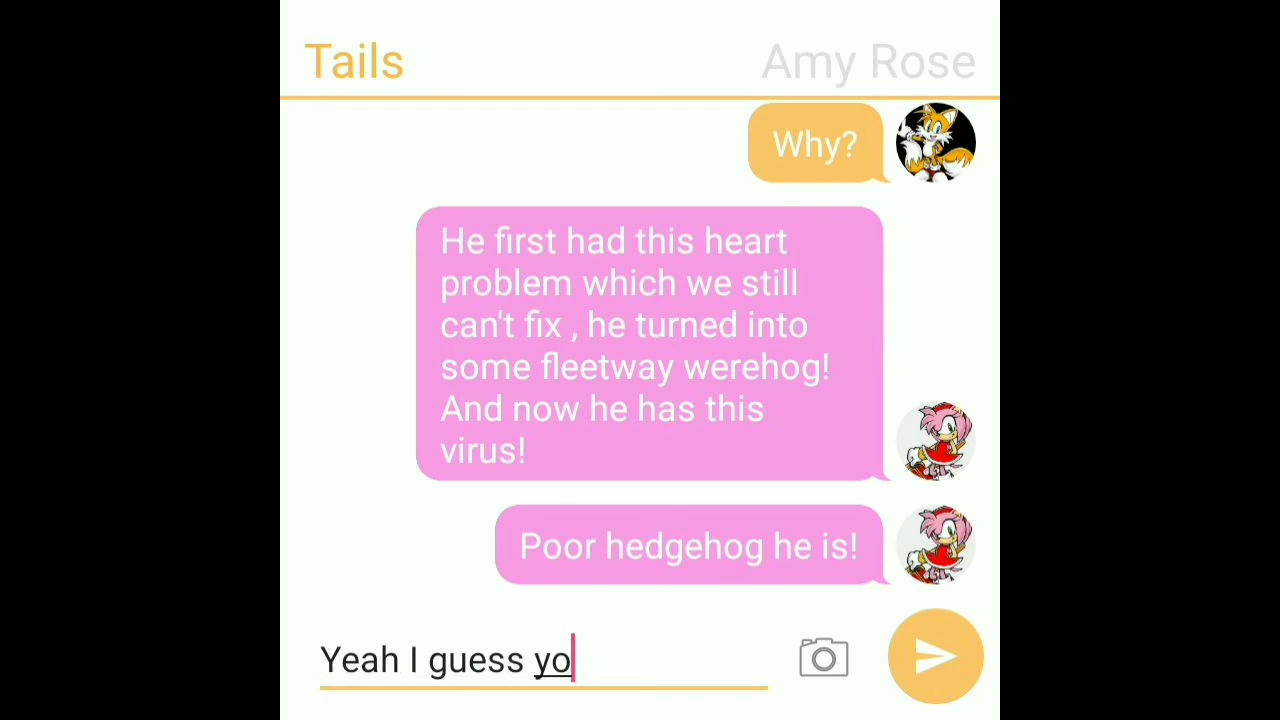 Tails
Amy Rose
Why?
He first had this heart
problem which we still
can't fix , he turned into
some fleetway werehog!
And now he has this
virus!
Poor hedgehog he is!
Yeah I guess yo